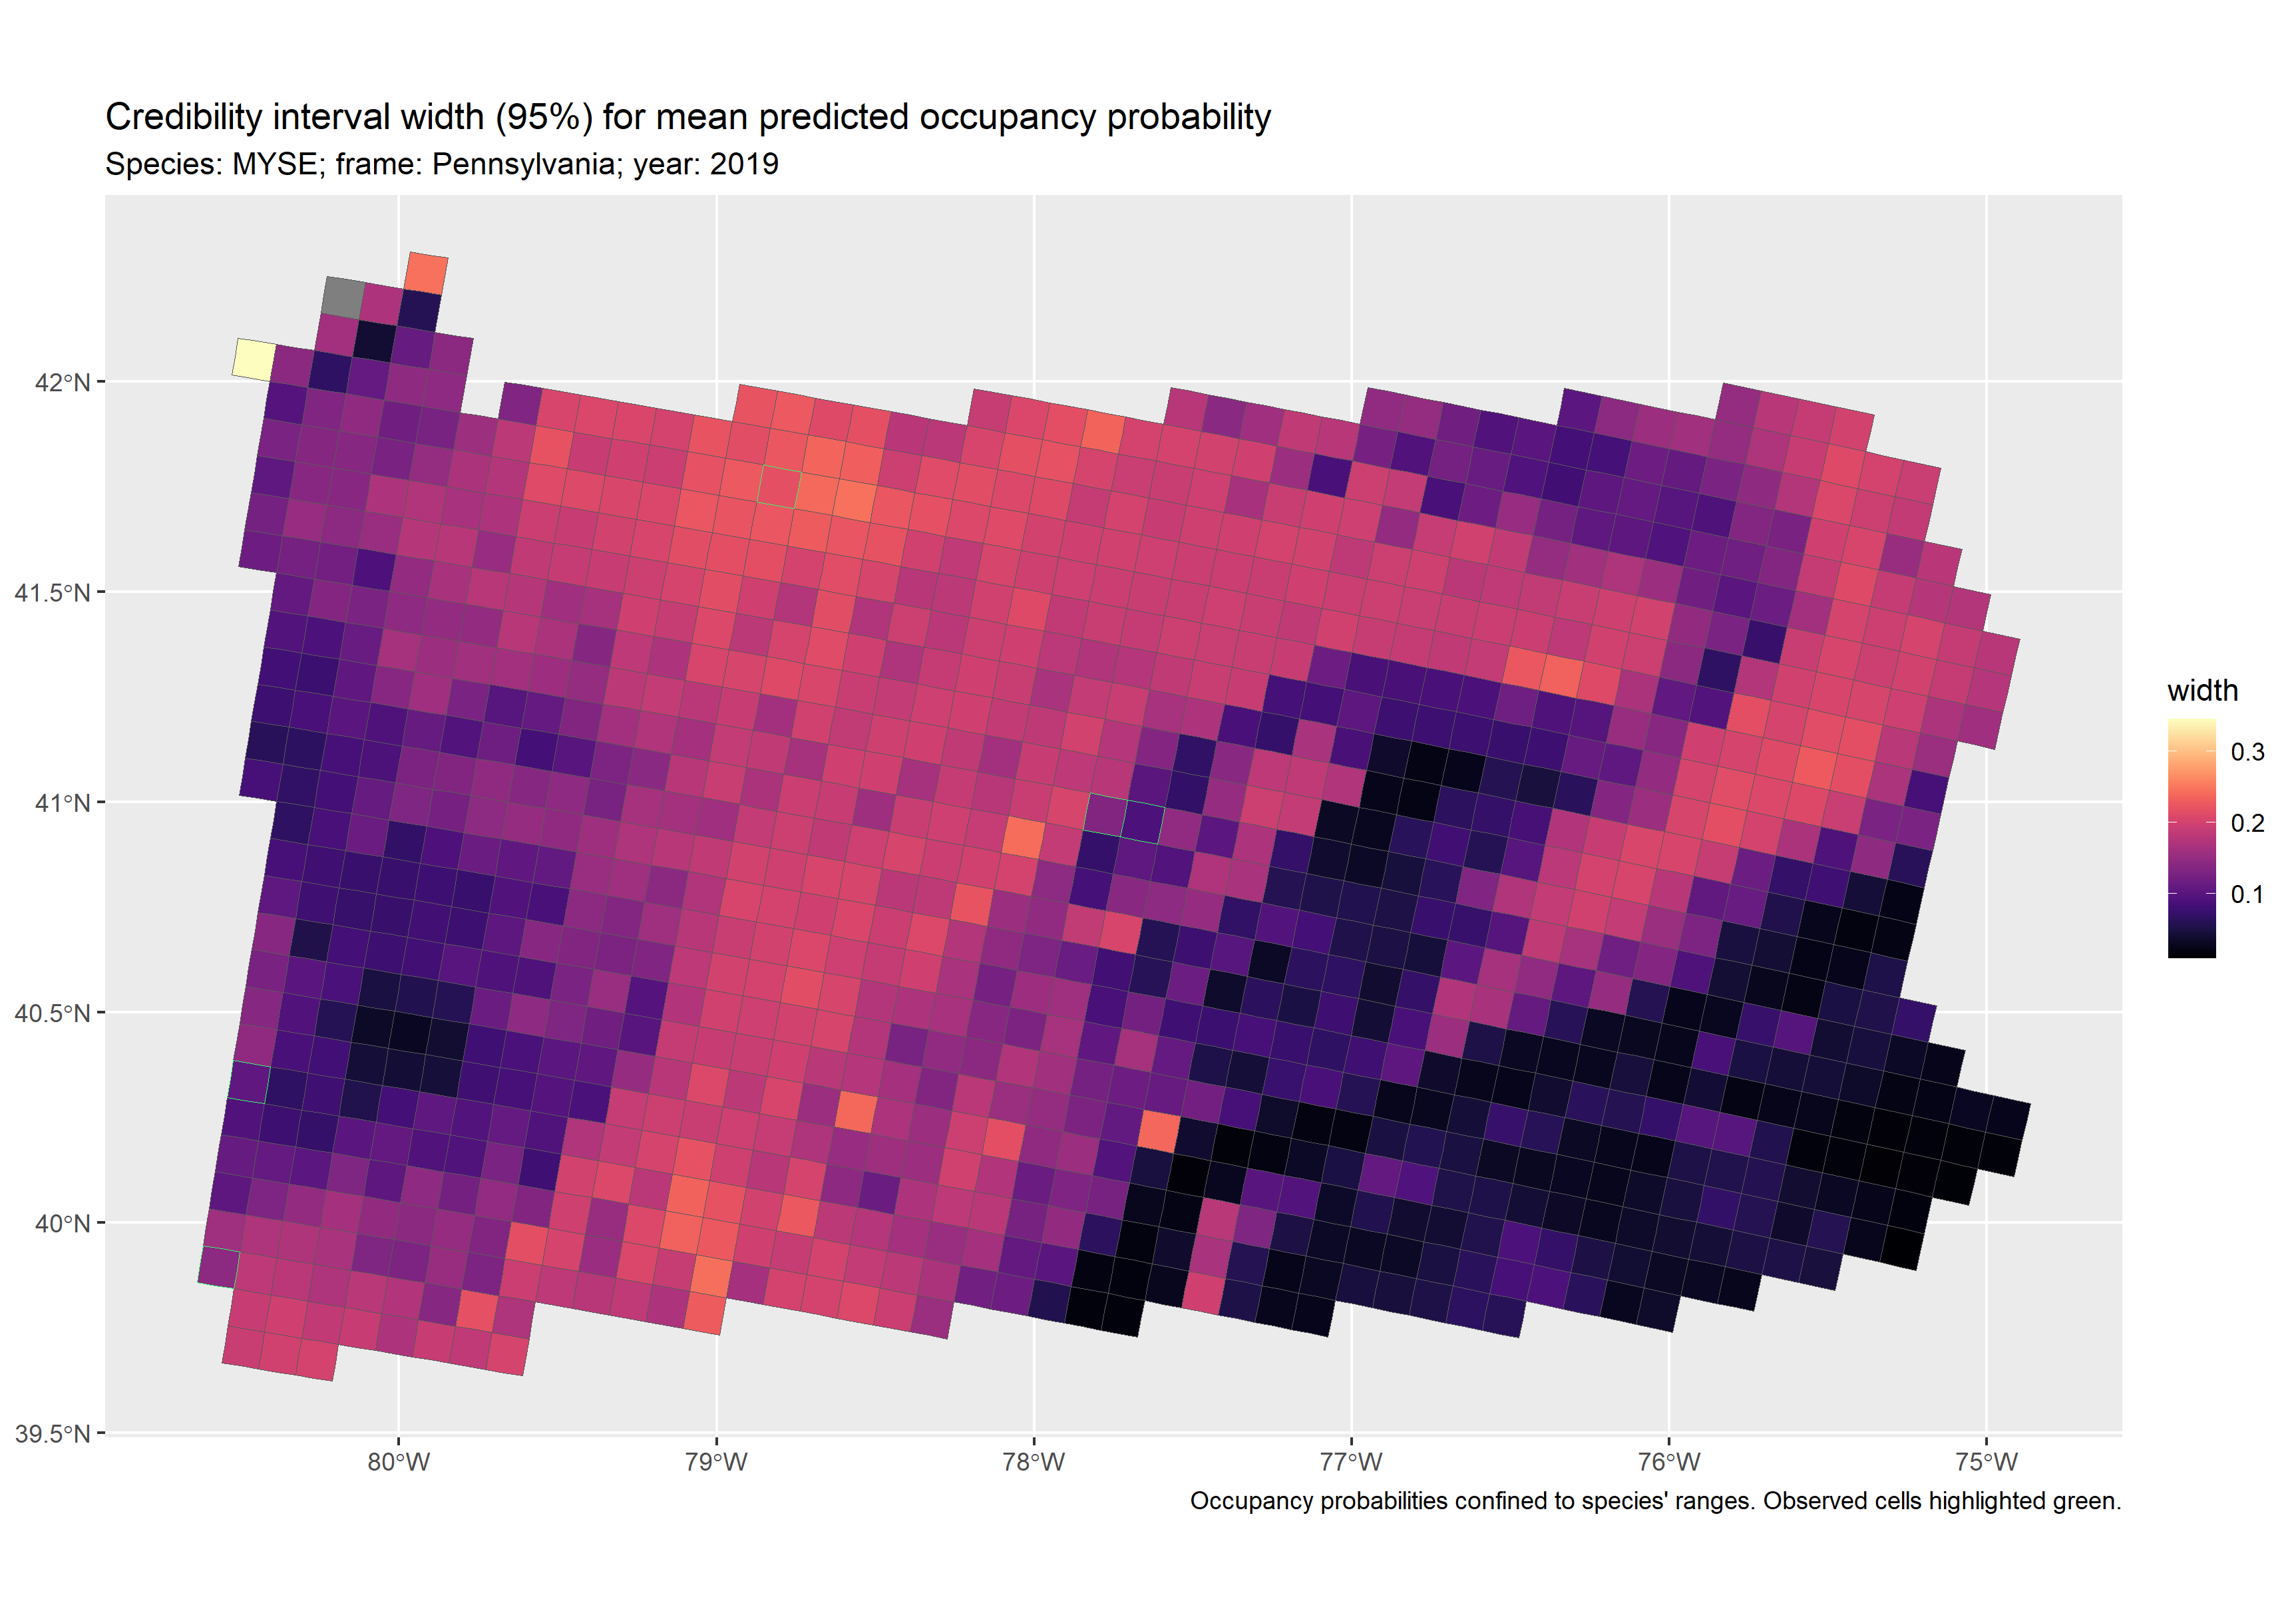 Credibility interval width (95%) for mean predicted occupancy probability
Species: MYSE; frame: Pennsylvania; year: 2019
42°N
41.5°N
41°N
40.5°N
40°N
39.5°N
80°W
79°W
78°W
77°W
76°W
75°W
width
0.3
0.2
0.1
Occupancy probabilities confined to species' ranges. Observed cells highlighted green.